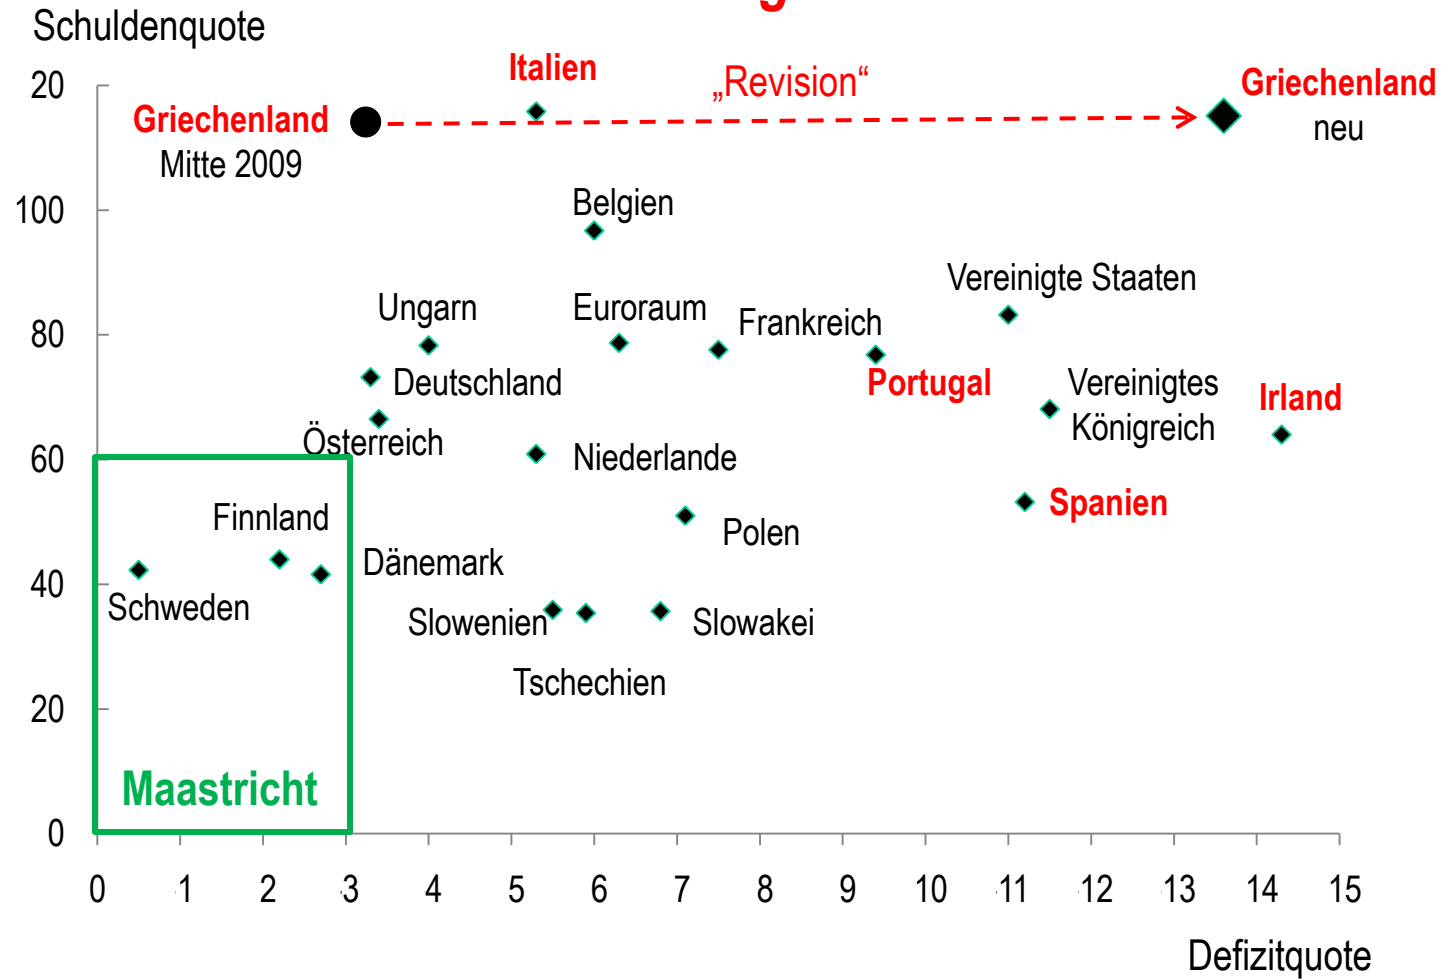 g
Schuldenquote
Italien
„Revision“
Griechenland
neu
20
Griechenland
Mitte 2009
100
Belgien
Vereinigte Staaten
Ungarn
Euroraum
Frankreich
80
Deutschland
Portugal
Vereinigtes
Königreich
Irland
Österreich
60
Niederlande
Spanien
Finnland
Polen
Dänemark
40
Schweden
Slowenien
Slowakei
Tschechien
20
Maastricht
0
0 1 2 3 4 5 6 7 8 9 10 11 12 13 14 15
Defizitquote